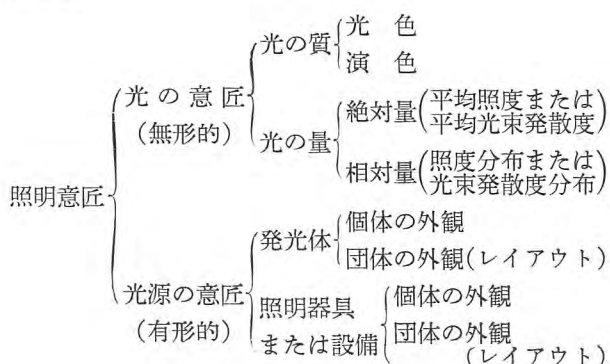 照明意匠
光の意匠
(無形的)
光の質
光 色
演 色
光の量
絶対量(平均照度または
平均光束発散度)
相対量(照度分布または
光束発散度分布)
光源の意匠
(有形的)
発光体
個体の外観
団体の外観(レイアウト)
照明器具
または設備
個体の外観
団体の外観
(レイアウト)